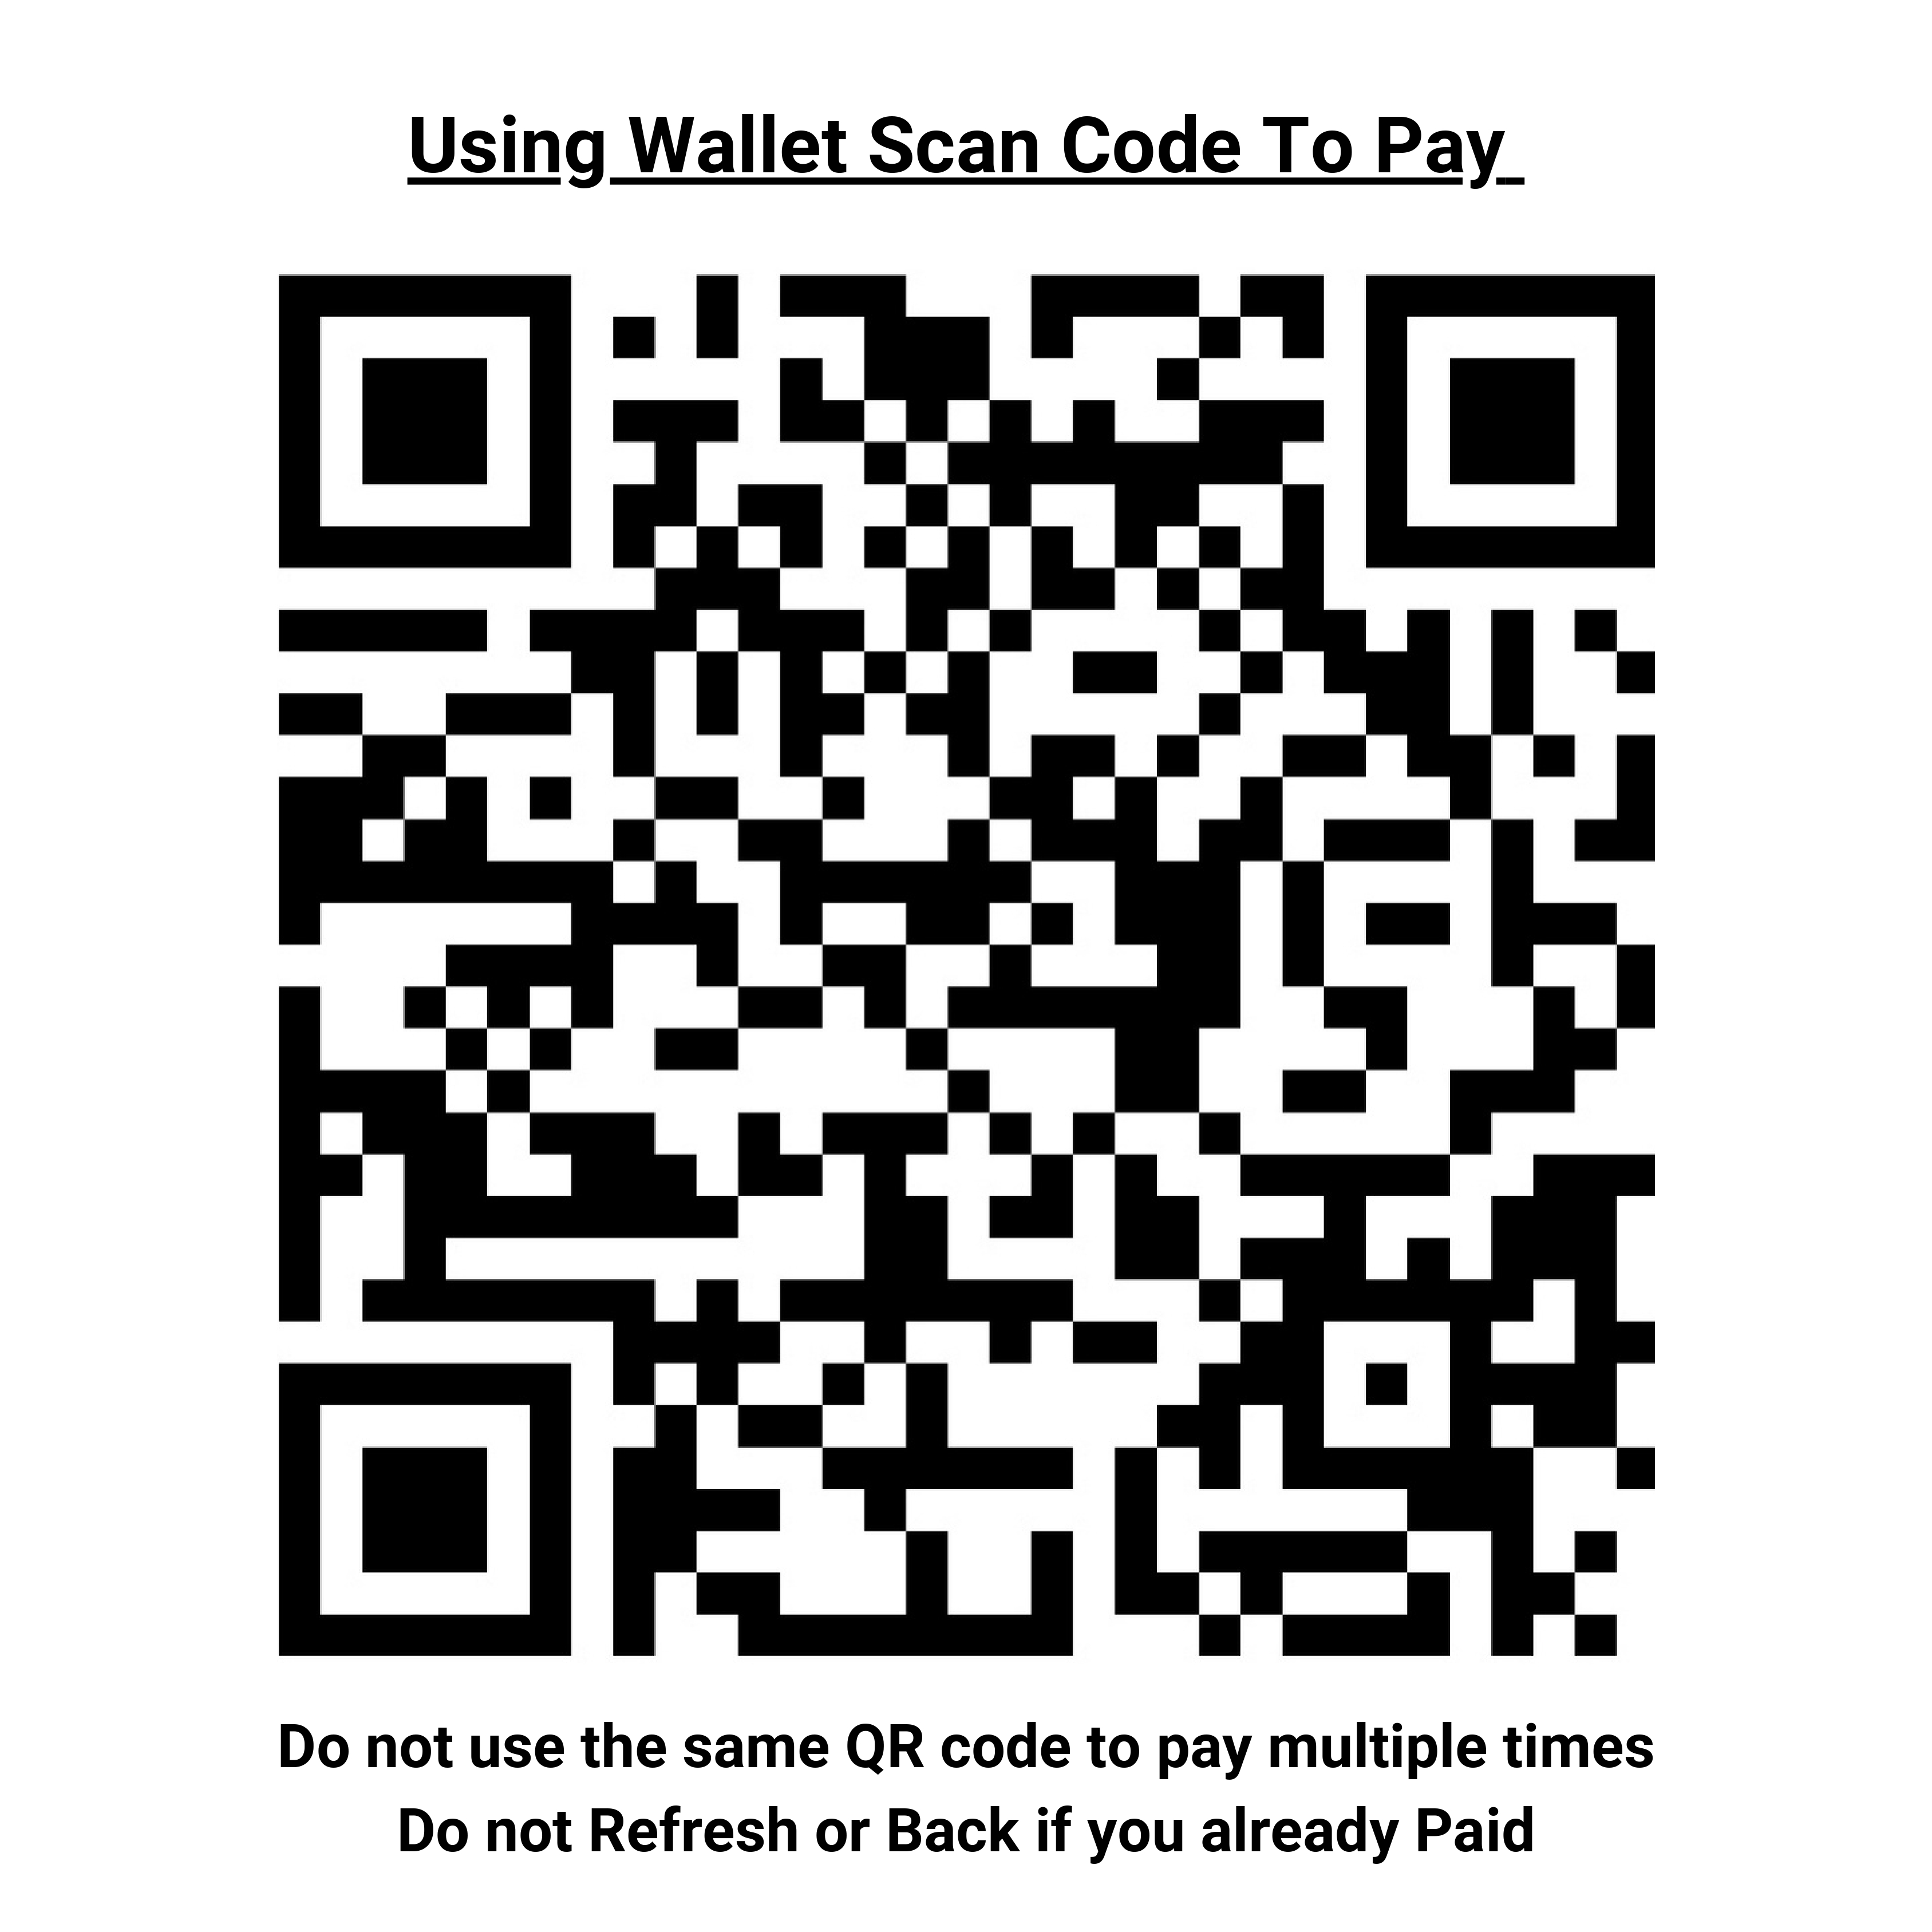 Using Wallet Scan Code To Pay
Do not use the same QR code to pay multiple times
Do not Refresh or Back if you already Paid